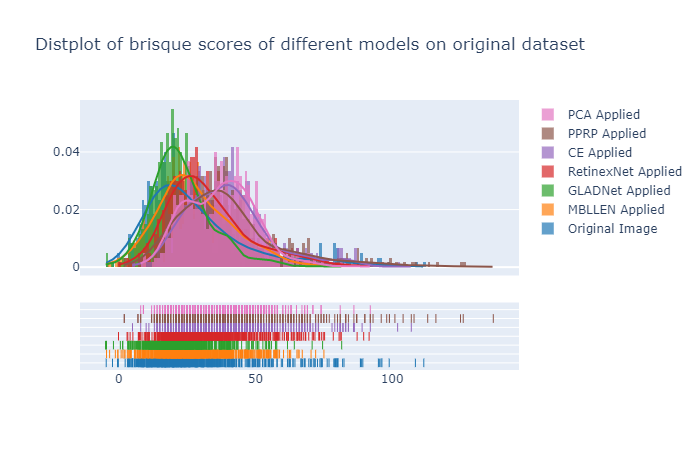 Distplot of brisque scores of different models on original dataset
PCA Applied
PPRP Applied
CE Applied
RetinexNet Applied
GLADNet Applied
MBLLEN Applied
Original Image
0.04
0.02
0
0 50 100